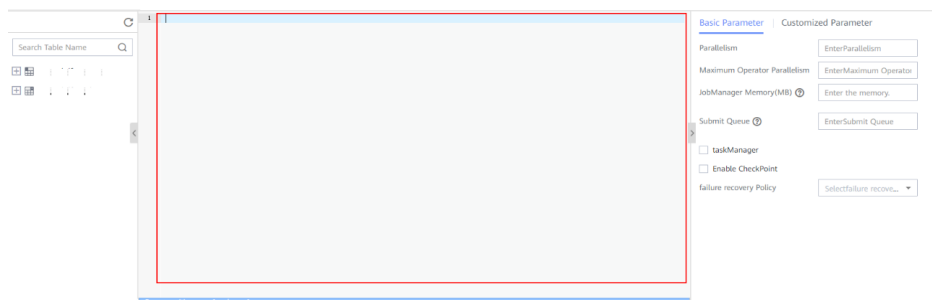 1
Search Table Name
Basic Parameter
Customized Parameter
Parallelism
EnterParallelism
Maximum Operator Parallelism
EnterMaximum Operator
JobManager Memory(MB)
Enter the memory.
Submit Queue
EnterSubmit Queue
taskManager
Enable CheckPoint
failure recovery Policy
Selectfailure recove...